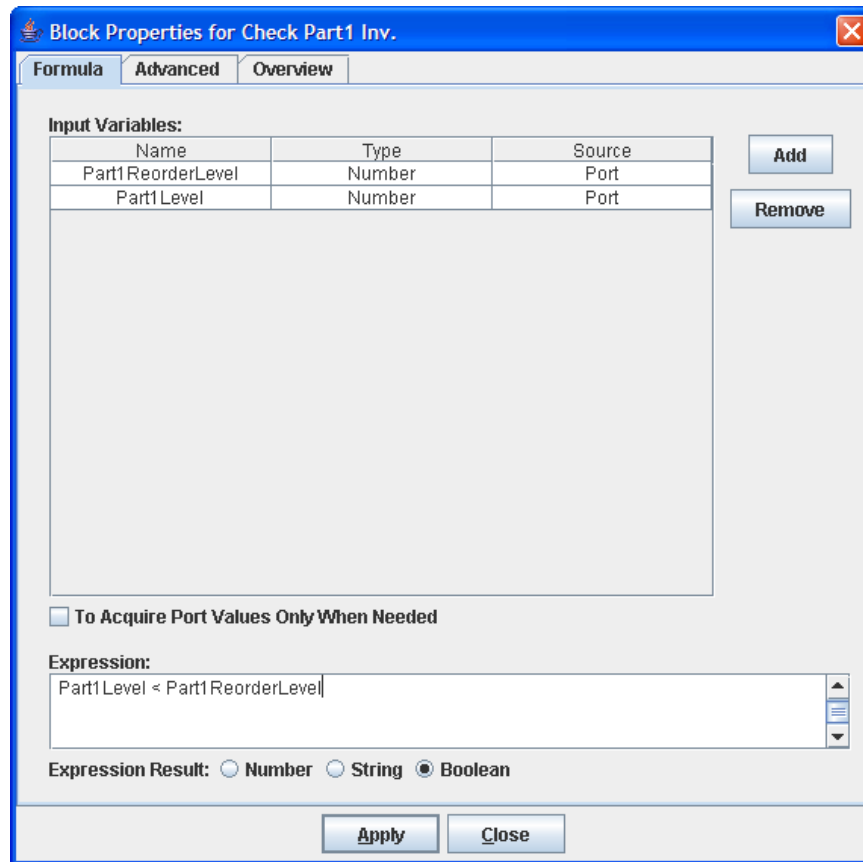 Block Properties for Check Part1 Inv.
Formula Advanced Overview
Input Variables:
Name Type Source
Part1ReorderLevel Number Port
Part1Level Number Port
Add
Remove
To Acquire Port Values Only When Needed
Expression:
Part1Level < Part1ReorderLevel
Expression Result: Number String Boolean
Apply Close